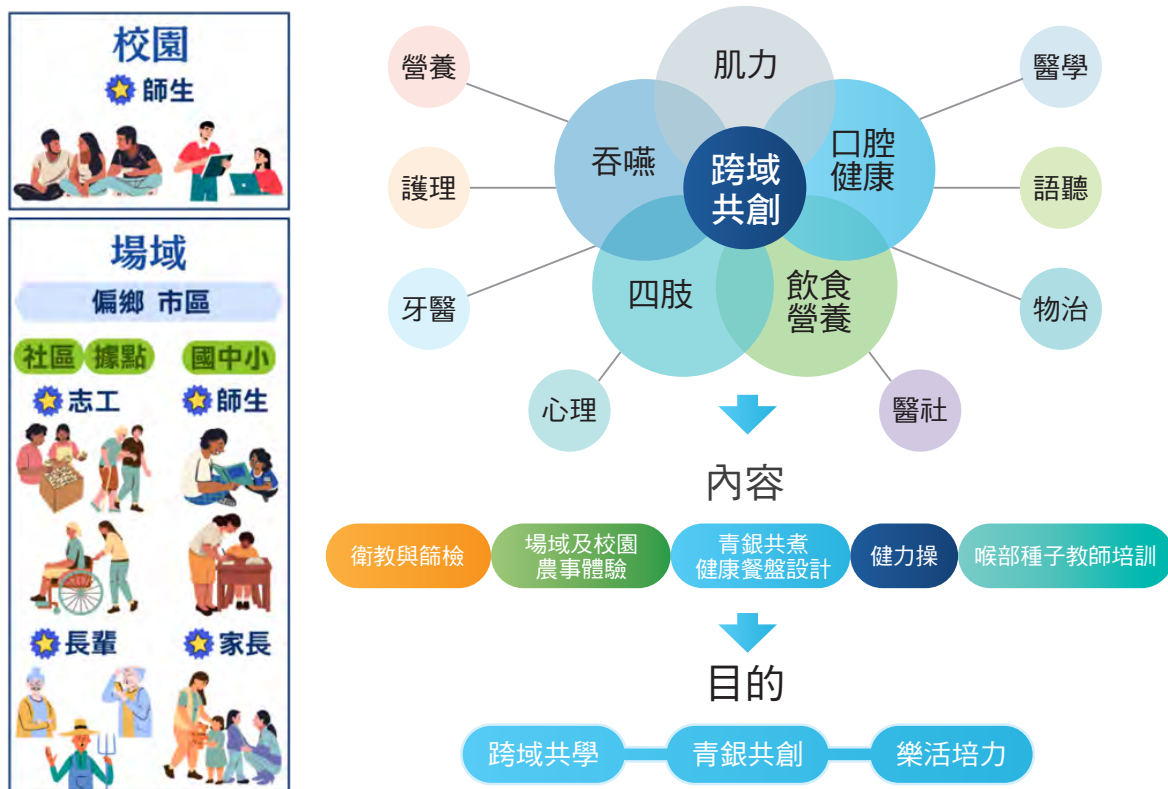 校園
師生
場域
偏鄉 市區
社區 據點 國中小
志工 師生
長輩 家長
肌力
吞嚥
口腔
健康
跨域
共創
四肢
飲食
營養
營養
護理
牙醫
心理
醫學
語聽
物治
醫社
內容
衛教與篩檢
場域及校園
農事體驗
青銀共煮
健康餐盤設計
健力操
喉部種子教師培訓
目的
跨域共學
青銀共創
樂活培力